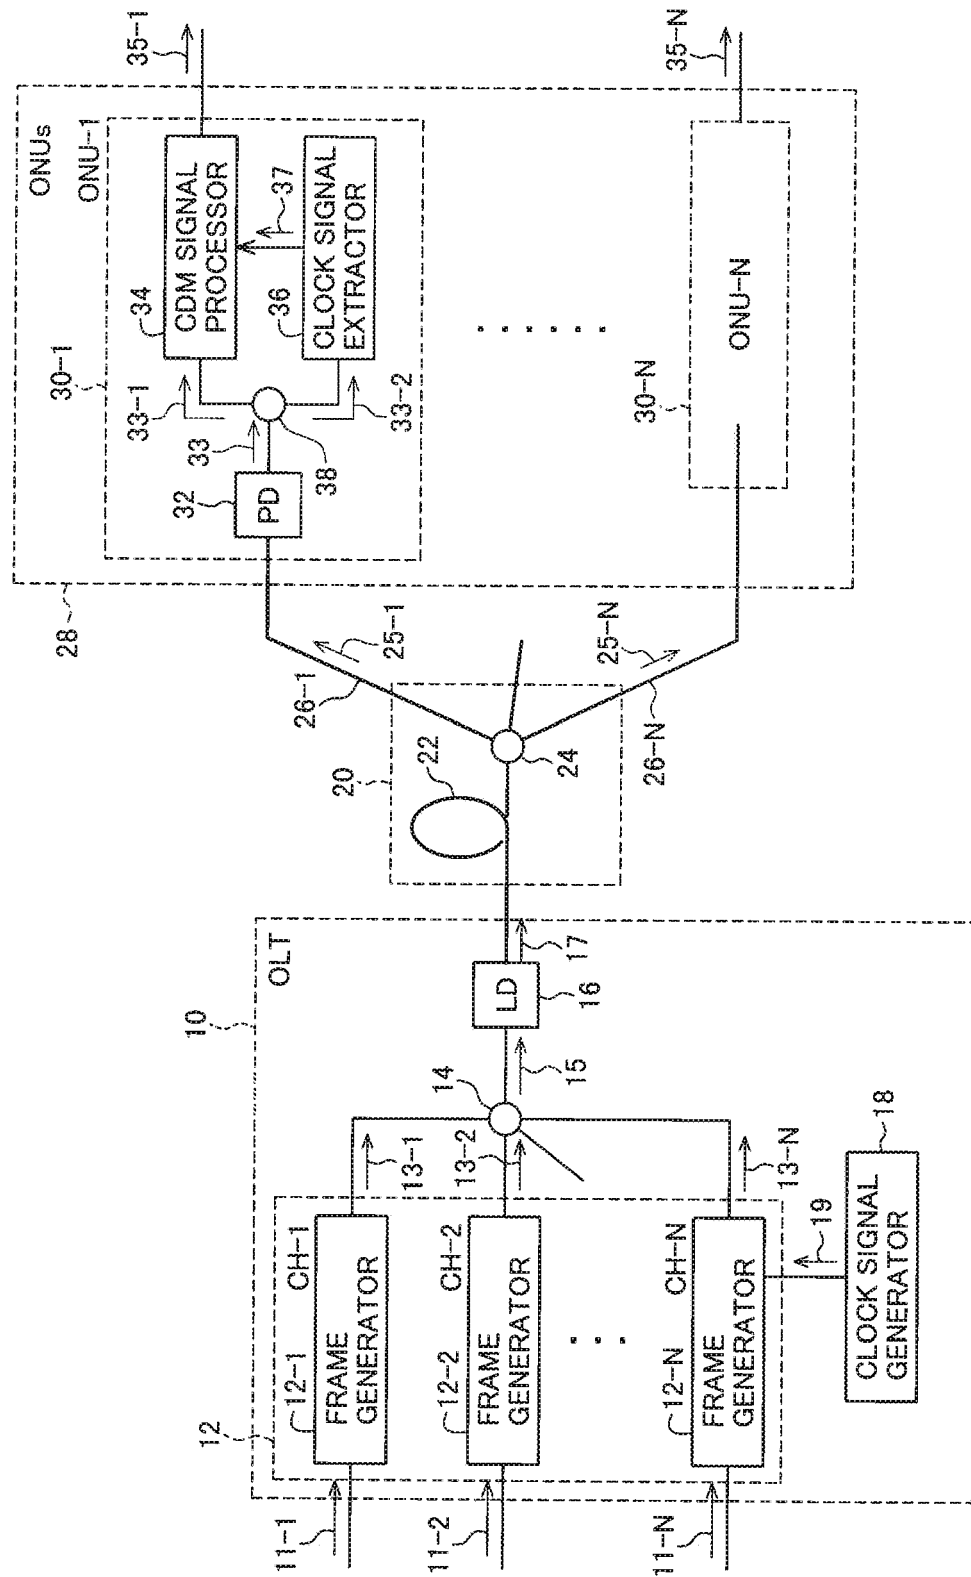 10
OLT
12
11-1
12-1
CH-1
FRAME
GENERATOR
13-1
11-2
12-2
CH-2
FRAME
GENERATOR
13-2
14
15
LD
16
17
11-N
12-N
CH-N
FRAME
GENERATOR
13-N
19
18
CLOCK SIGNAL
GENERATOR
20
22
24
26-1
25-1
25-N
26-N
28
ONUs
30-1
ONU-1
32
PD
33
33-1
33-2
38
34
CDM SIGNAL
PROCESSOR
37
36
CLOCK SIGNAL
EXTRACTOR
35-1
30-N
ONU-N
35-N